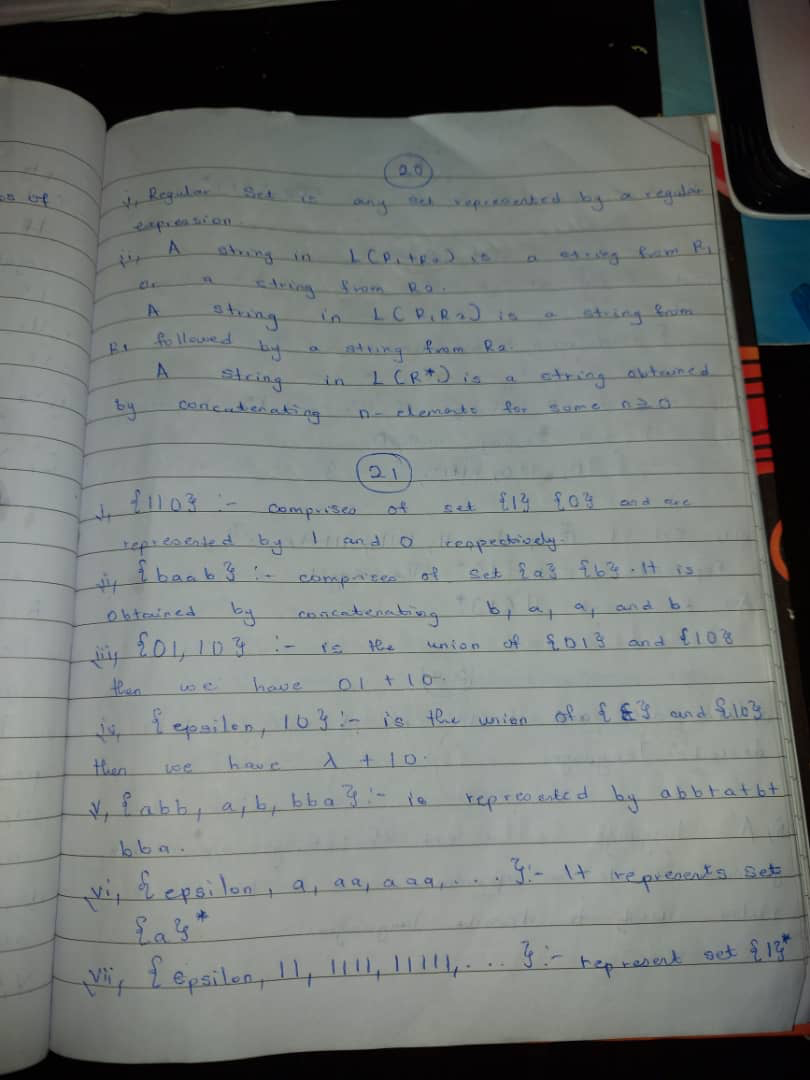 os of
20
i, Regular Set is any set represented by a regular
expression.
ii, A string in L(R1+R2) is a string from R1
or a string from R2.
A string in L(R1R2) is a string from
R1 followed by a string from R2.
A string in L(R*) is a string obtained
by concatenating n-elements for some n≥0
21
i, {110} :- comprises of set {1} {0} and are
represented by 1 and 0 respectively.
ii, {baab} :- comprises of set {a} {b}. It is
obtained by concatenating b, a, a, and b.
iii, {01, 10} :- is the union of {01} and {10}
then we have 01 + 10.
iv, {epsilon, 10} :- is the union of {ε} and {10}
then we have λ + 10.
v, {abb, a, b, bba} :- is represented by abb+a+b+
bba.
vi, {epsilon, a, aa, aaa, ...} :- It represents set
{a}*
vii, {epsilon, 11, 1111, 11111, ...} :- represent set {1}*